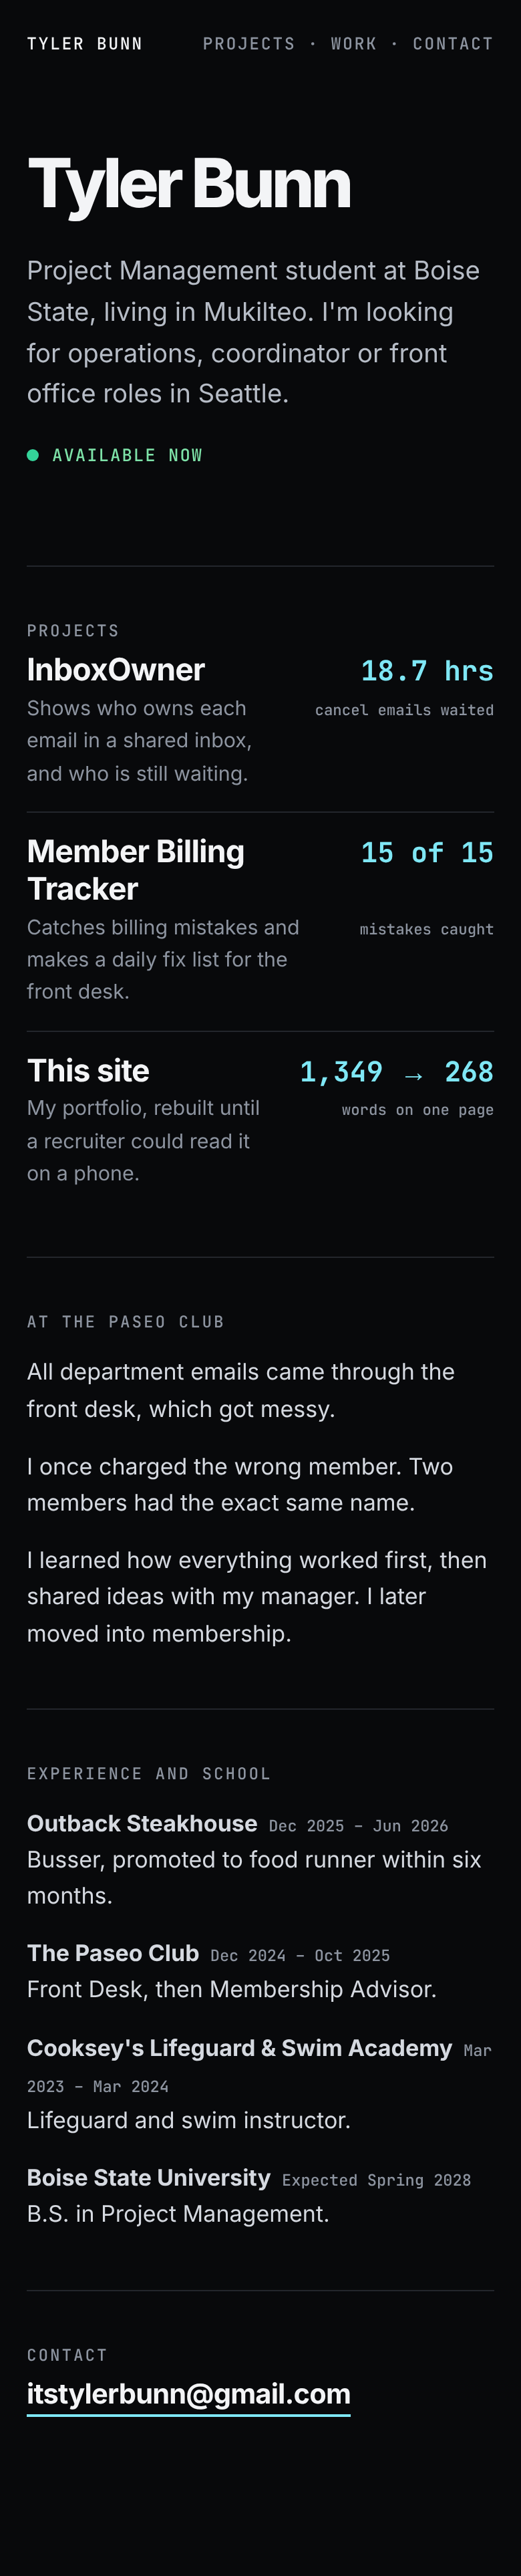 TYLER BUNN
PROJECTS · WORK · CONTACT
Tyler Bunn
Project Management student at Boise
State, living in Mukilteo. I'm looking
for operations, coordinator or front
office roles in Seattle.
AVAILABLE NOW
PROJECTS
InboxOwner
18.7 hrs
Shows who owns each
email in a shared inbox,
and who is still waiting.
cancel emails waited
Member Billing
Tracker
15 of 15
Catches billing mistakes and
makes a daily fix list for the
front desk.
mistakes caught
This site
1,349 → 268
My portfolio, rebuilt until
a recruiter could read it
on a phone.
words on one page
AT THE PASEO CLUB
All department emails came through the
front desk, which got messy.
I once charged the wrong member. Two
members had the exact same name.
I learned how everything worked first, then
shared ideas with my manager. I later
moved into membership.
EXPERIENCE AND SCHOOL
Outback Steakhouse Dec 2025 – Jun 2026
Busser, promoted to food runner within six
months.
The Paseo Club Dec 2024 – Oct 2025
Front Desk, then Membership Advisor.
Cooksey's Lifeguard & Swim Academy Mar
2023 – Mar 2024
Lifeguard and swim instructor.
Boise State University Expected Spring 2028
B.S. in Project Management.
CONTACT
itstylerbunn@gmail.com